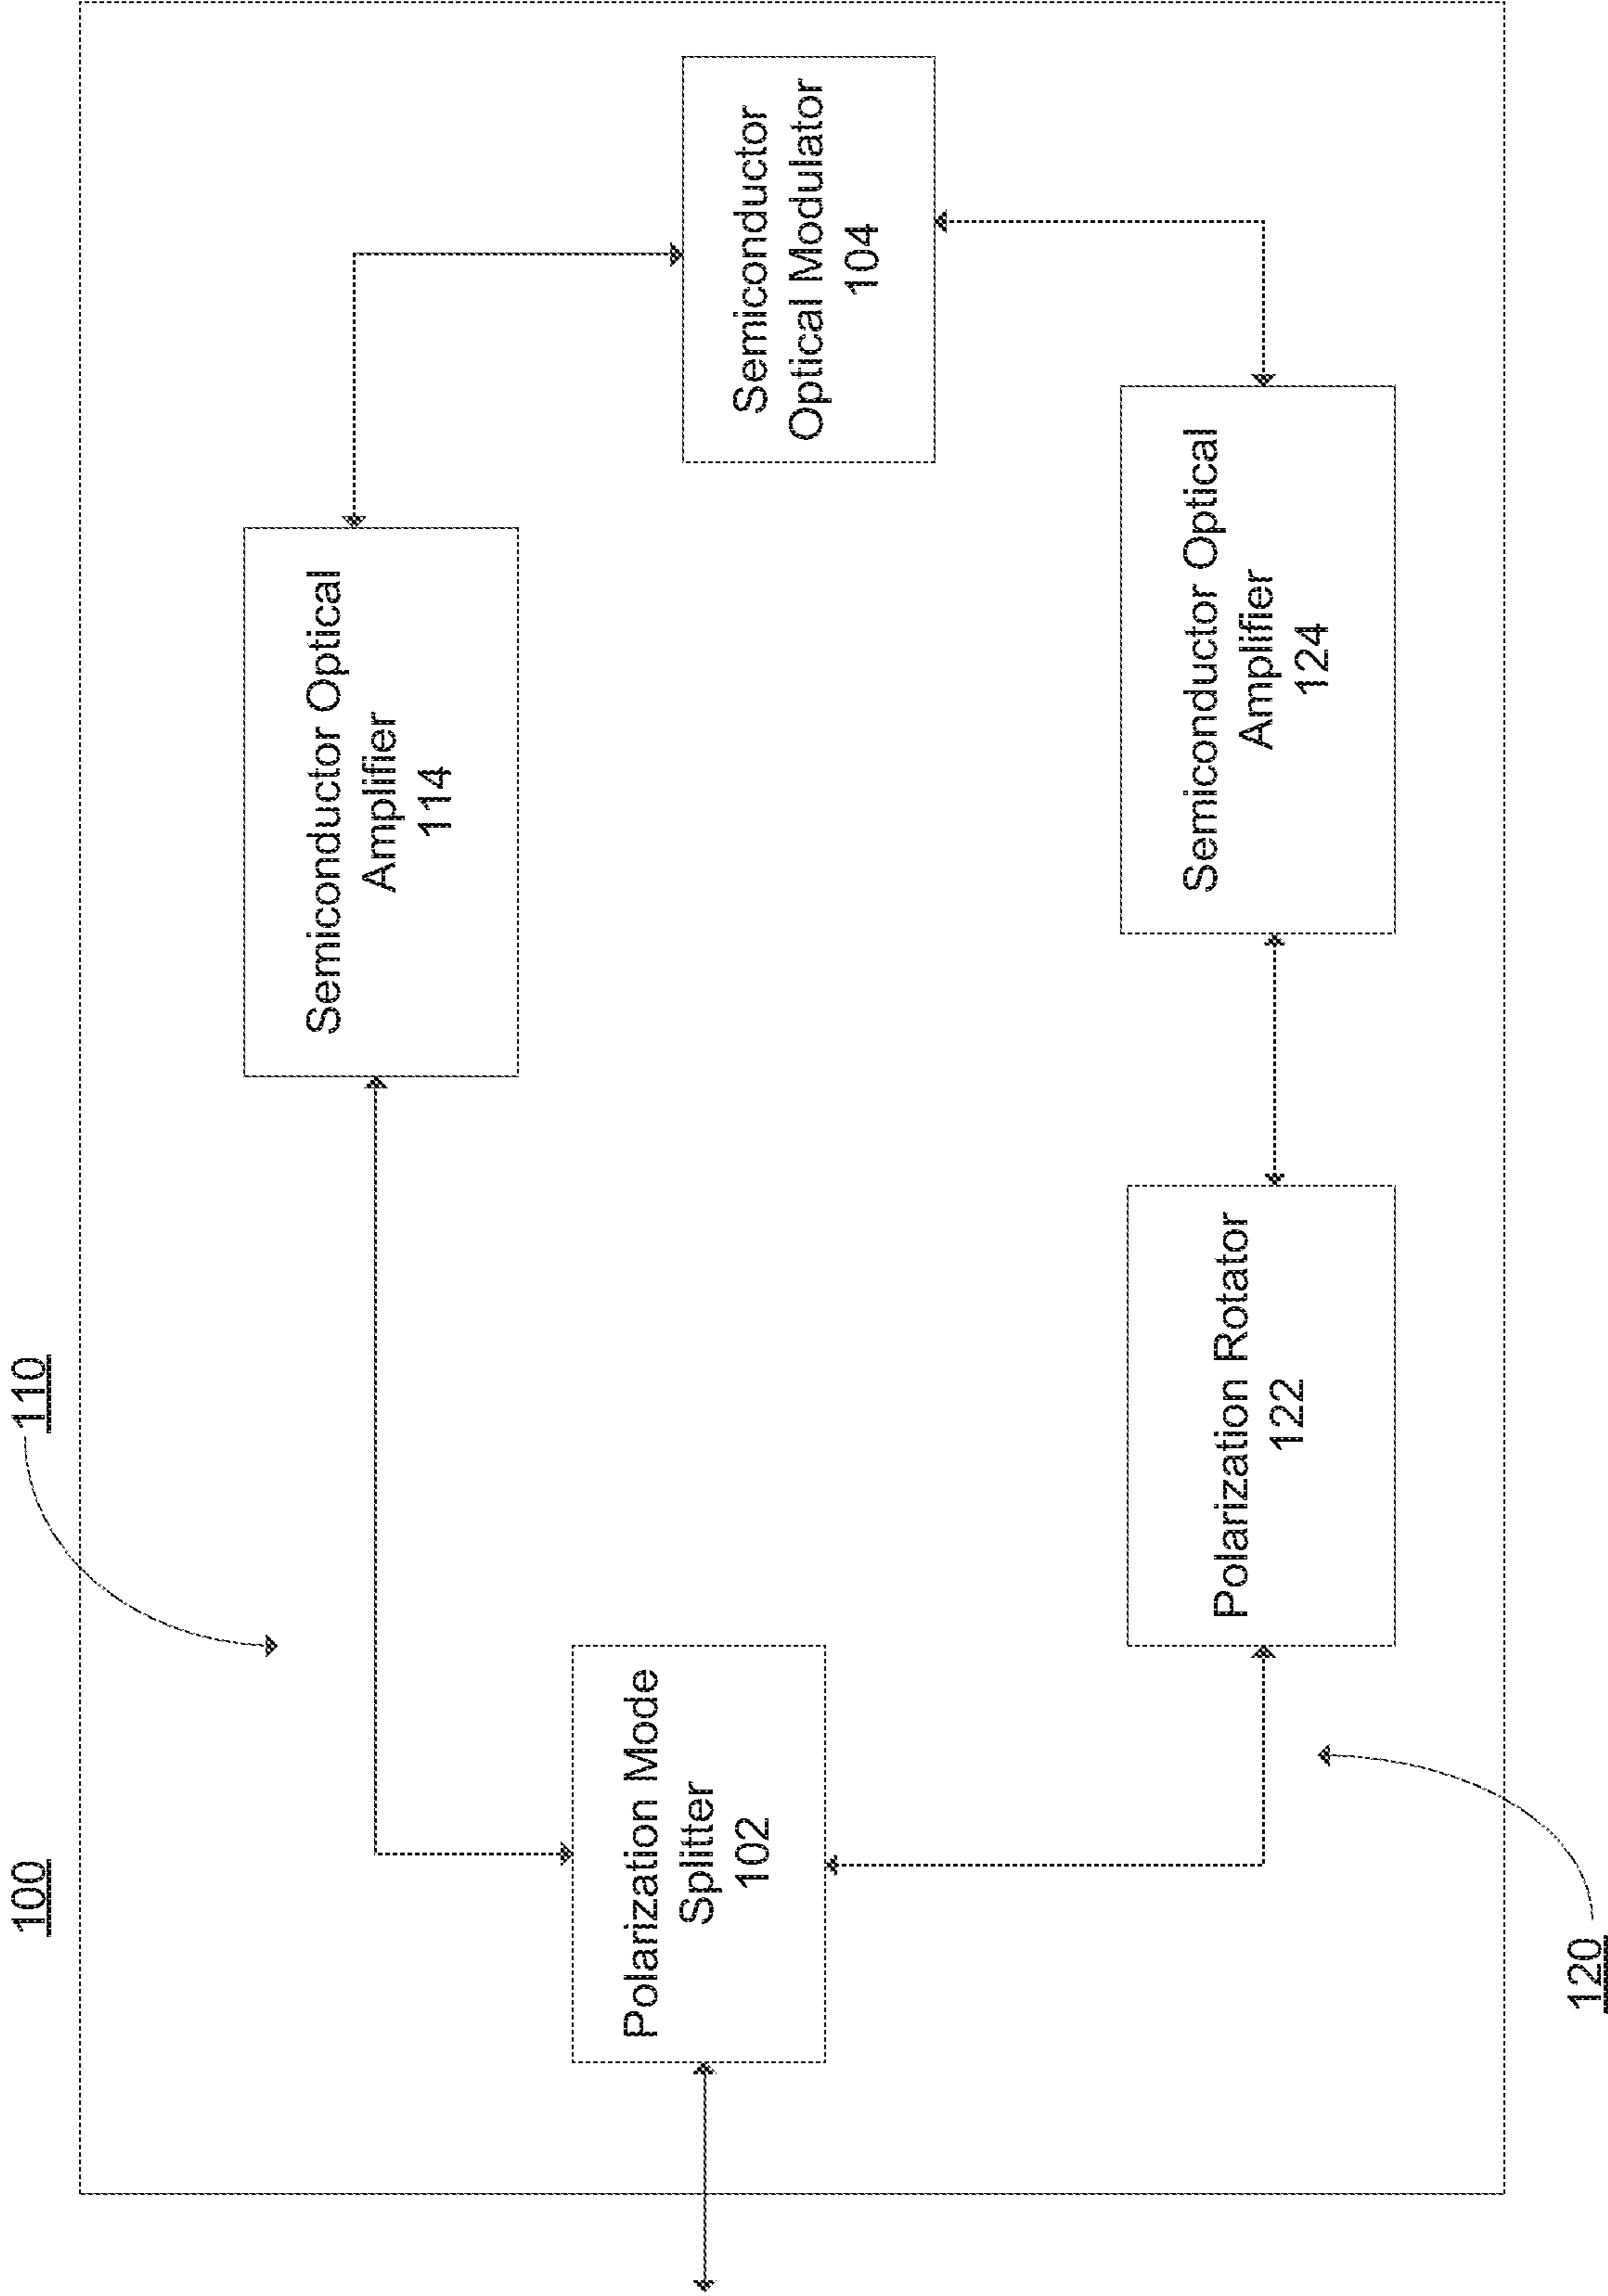 100
110
Semiconductor Optical
Amplifier
114
Polarization Mode
Splitter
102
Semiconductor
Optical Modulator
104
Polarization Rotator
122
Semiconductor Optical
Amplifier
124
120